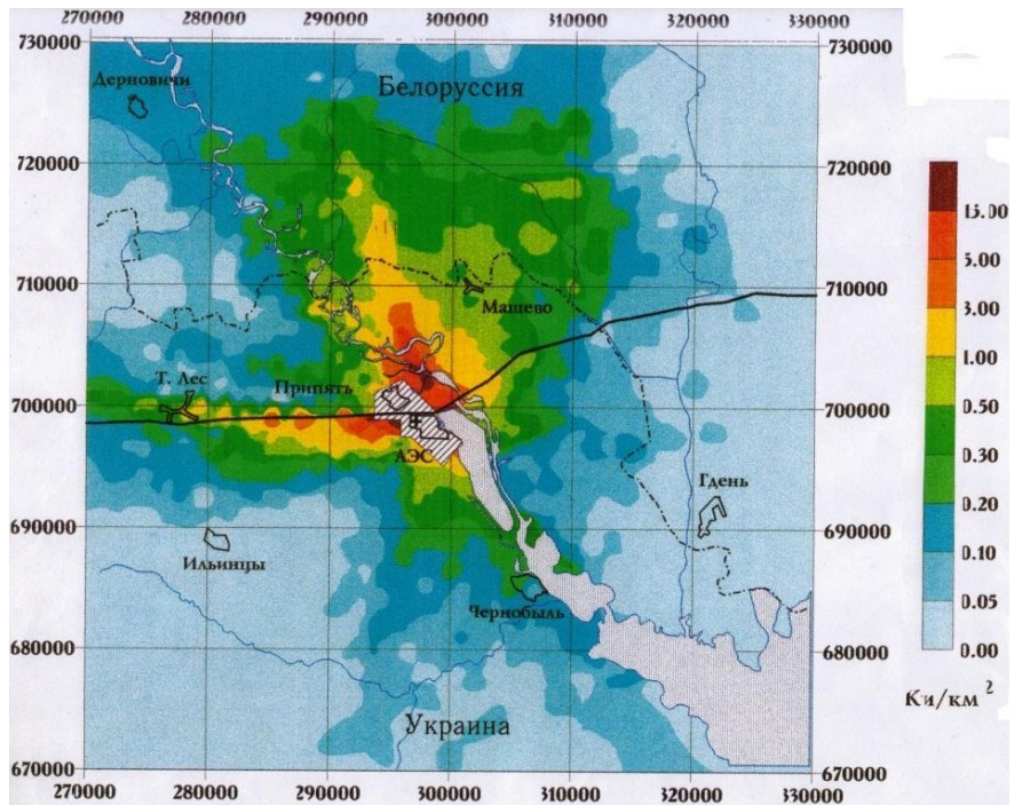 270000 280000 290000 300000 310000 320000 330000
730000 730000
Дерновичи
Белоруссия
720000 720000
15.00
5.00
710000 710000
Машево
3.00
1.00
Т. Лес
Припять
700000 700000
0.50
АЭС
0.30
Гдень
0.20
690000 690000
Ильинцы
0.10
Чернобыль
0.05
680000 680000
0.00
Ки/км²
Украина
670000 670000
270000 280000 290000 300000 310000 320000 330000